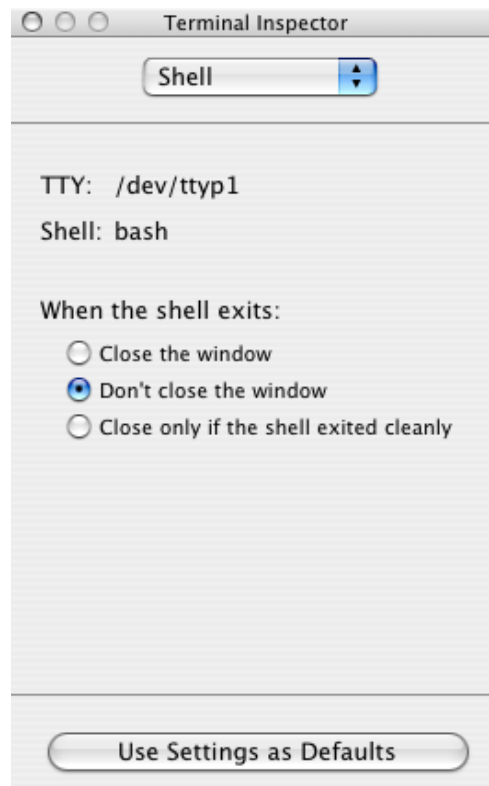 Terminal Inspector
Shell
TTY: /dev/ttyp1
Shell: bash
When the shell exits:
Close the window
Don't close the window
Close only if the shell exited cleanly
Use Settings as Defaults